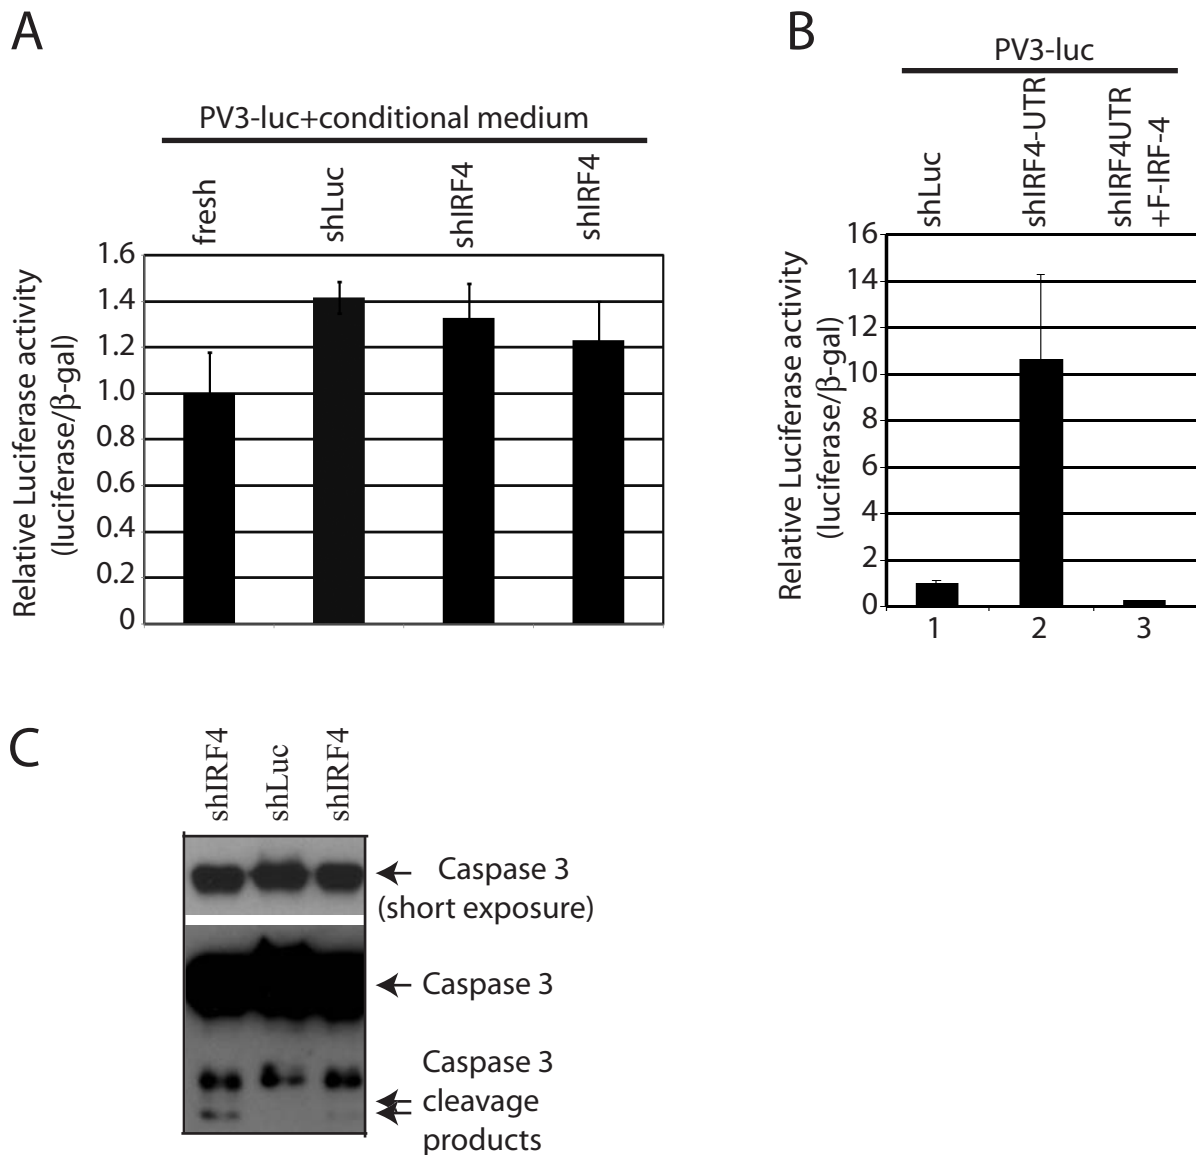 A
PV3-luc+conditional medium
fresh
shLuc
shIRF4
shIRF4
Relative Luciferase activity
(luciferase/β-gal)
1.6
1.4
1.2
1.0
0.8
0.6
0.4
0.2
0
B
PV3-luc
shLuc
shIRF4-UTR
shIRF4UTR
+F-IRF-4
Relative Luciferase activity
(luciferase/β-gal)
16
14
12
10
8
6
4
2
0
1
2
3
C
shIRF4
shLuc
shIRF4
Caspase 3
(short exposure)
Caspase 3
Caspase 3
cleavage
products